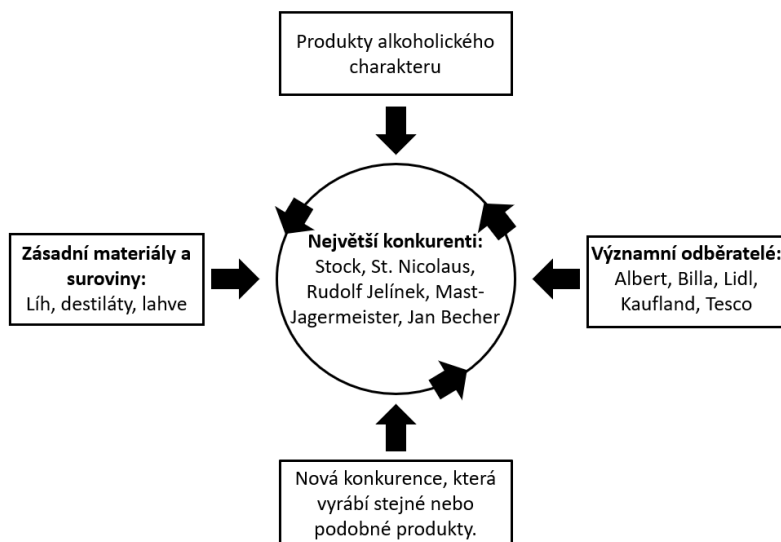 Produkty alkoholického
charakteru
Zásadní materiály a
suroviny:
Líh, destiláty, lahve
Největší konkurenti:
Stock, St. Nicolaus,
Rudolf Jelínek, Mast-
Jagermeister, Jan Becher
Významní odběratelé:
Albert, Billa, Lidl,
Kaufland, Tesco
Nová konkurence, která
vyrábí stejné nebo
podobné produkty.